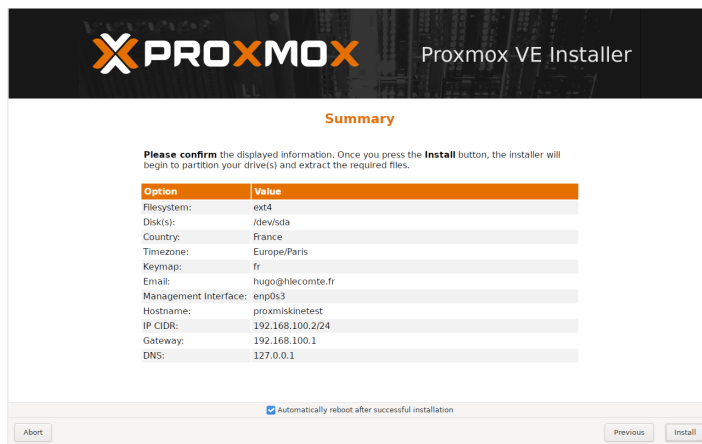 PROXMOX
Proxmox VE Installer
Summary
Please confirm the displayed information. Once you press the Install button, the installer will
begin to partition your drive(s) and extract the required files.
Option Value
Filesystem: ext4
Disk(s): /dev/sda
Country: France
Timezone: Europe/Paris
Keymap: fr
Email: hugo@hlecomte.fr
Management Interface: enp0s3
Hostname: proxmiskinetest
IP CIDR: 192.168.100.2/24
Gateway: 192.168.100.1
DNS: 127.0.0.1
Automatically reboot after successful installation
Abort Previous Install